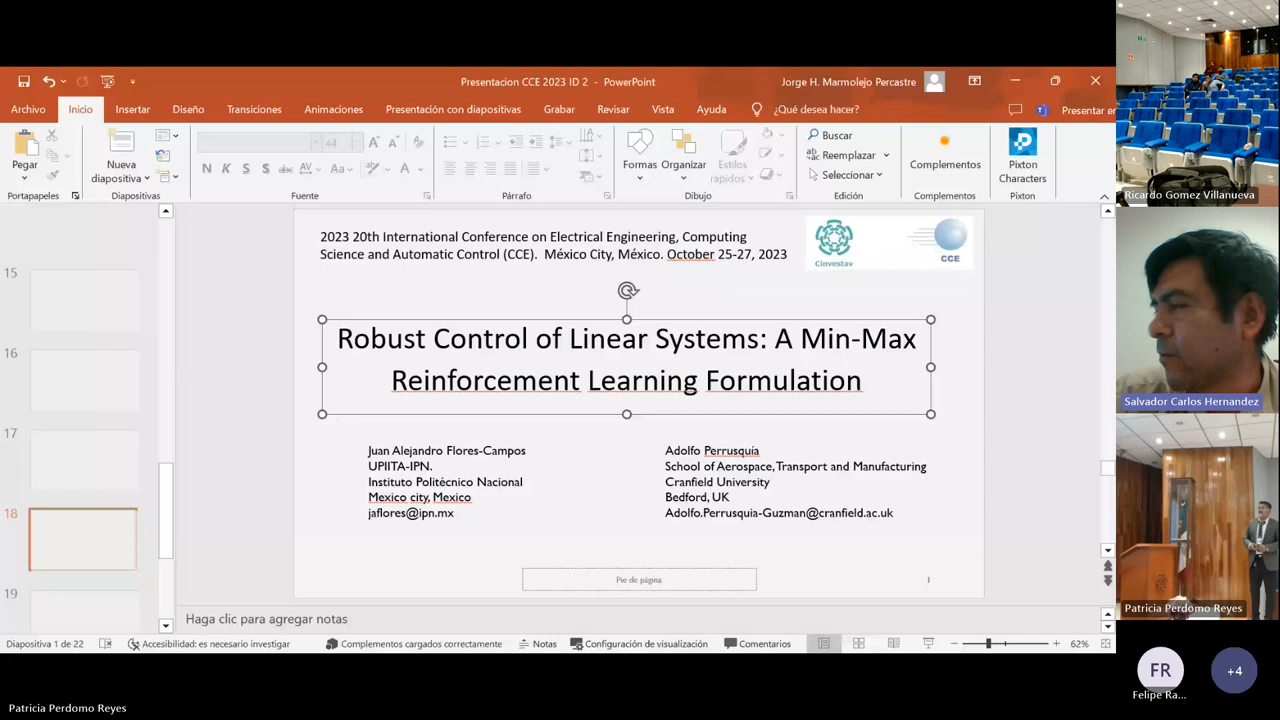 Presentacion CCE 2023 ID 2 - PowerPoint
Jorge H. Marmolejo Percastre
Archivo
Inicio
Insertar
Diseño
Transiciones
Animaciones
Presentación con diapositivas
Grabar
Revisar
Vista
Ayuda
¿Qué desea hacer?
Presentar en
Pegar
Nueva
diapositiva
44
N K S S abc AV Aa A
Formas
Organizar
Estilos
rápidos
Buscar
Reemplazar
Seleccionar
Complementos
Pixton
Characters
Portapapeles
Diapositivas
Fuente
Párrafo
Dibujo
Edición
Complementos
Pixton
15
16
17
18
19
2023 20th International Conference on Electrical Engineering, Computing
Science and Automatic Control (CCE). México City, México. October 25-27, 2023
Cinvestav
CCE
Robust Control of Linear Systems: A Min-Max
Reinforcement Learning Formulation
Juan Alejandro Flores-Campos
UPIITA-IPN.
Instituto Politécnico Nacional
Mexico city, Mexico
jaflores@ipn.mx
Adolfo Perrusquía
School of Aerospace, Transport and Manufacturing
Cranfield University
Bedford, UK
Adolfo.Perrusquia-Guzman@cranfield.ac.uk
Pie de página
1
Haga clic para agregar notas
Diapositiva 1 de 22
Accesibilidad: es necesario investigar
Complementos cargados correctamente
Notas
Configuración de visualización
Comentarios
62%
Ricardo Gomez Villanueva
Salvador Carlos Hernandez
Patricia Perdomo Reyes
FR
Felipe Ra...
+4
Patricia Perdomo Reyes